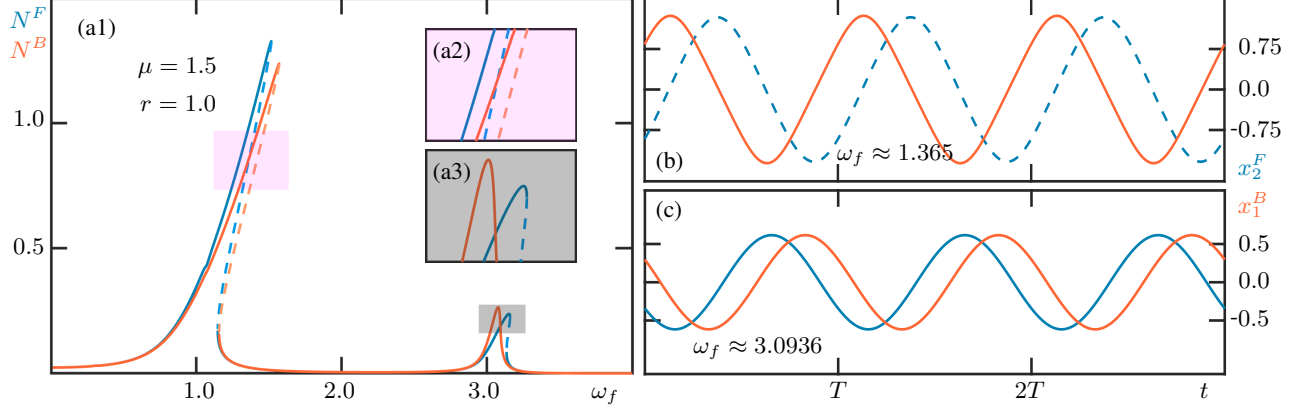 N^F
N^B
(a1)
μ = 1.5
r = 1.0
1.0
0.5
(a2)
(a3)
1.0
2.0
3.0
ω_f
0.75
0.0
-0.75
(b)
ω_f ≈ 1.365
x_2^F
x_1^B
(c)
0.5
0.0
-0.5
ω_f ≈ 3.0936
T
2T
t